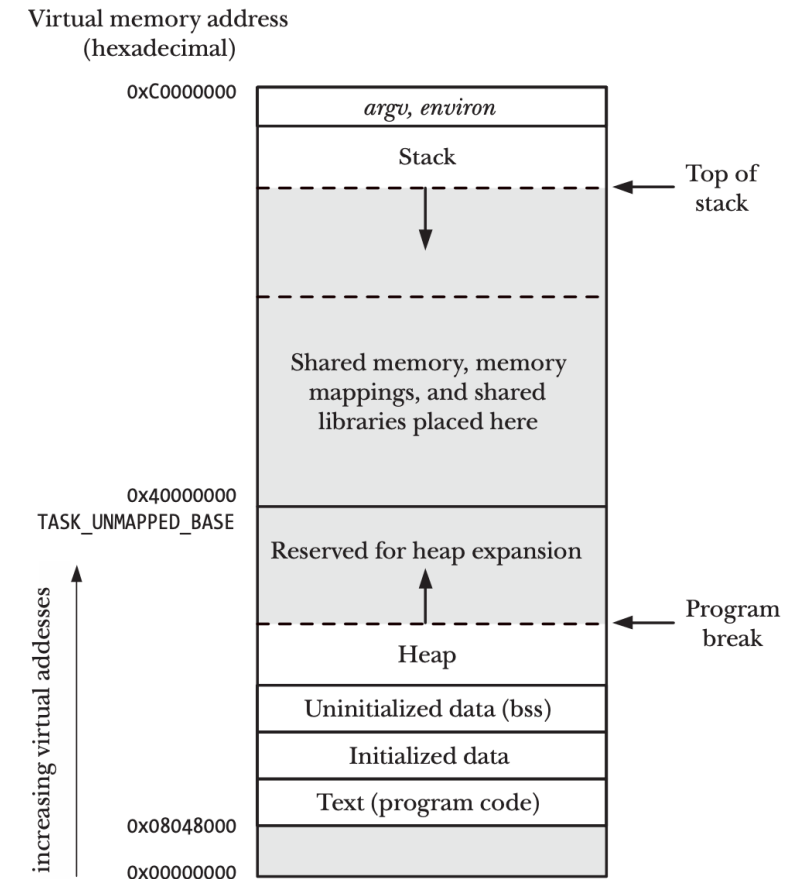 Virtual memory address
(hexadecimal)
0xC0000000
argv, environ
Stack
Top of
stack
Shared memory, memory
mappings, and shared
libraries placed here
0x40000000
TASK_UNMAPPED_BASE
Reserved for heap expansion
Program
break
Heap
Uninitialized data (bss)
Initialized data
Text (program code)
0x08048000
0x00000000
increasing virtual addesses